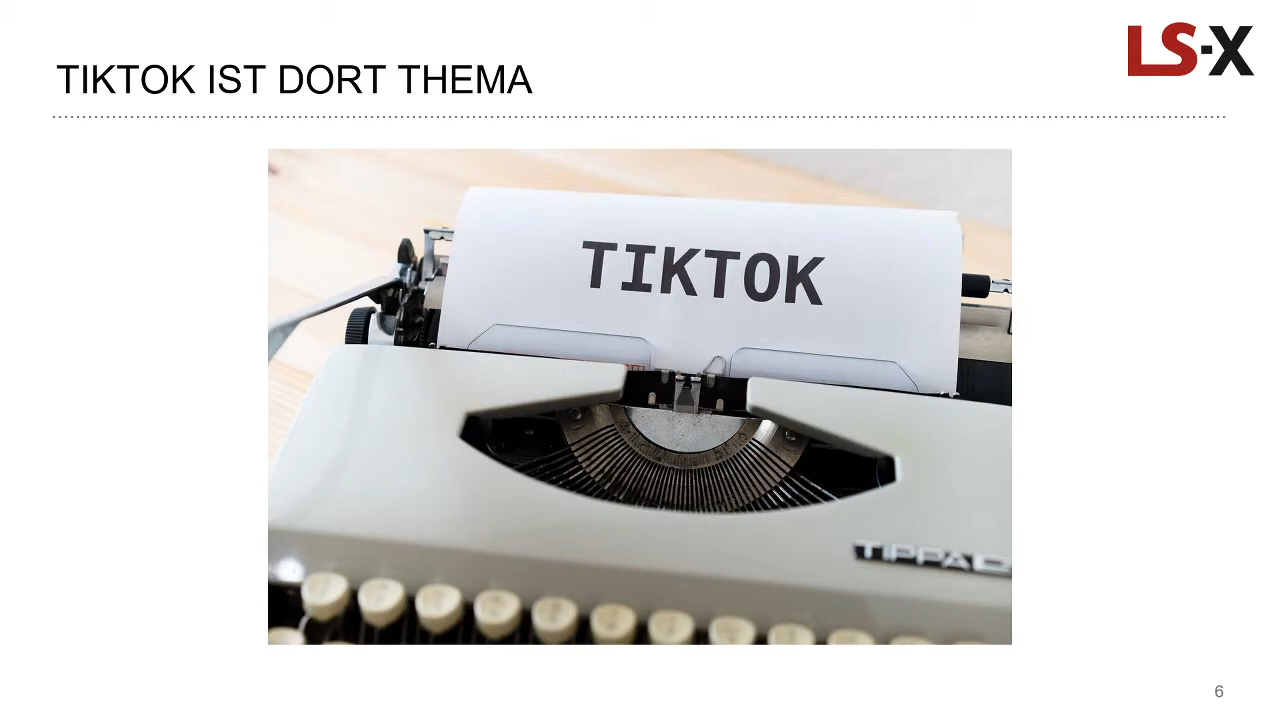 TIKTOK IST DORT THEMA
LS-X
TIKTOK
TIPPA
6